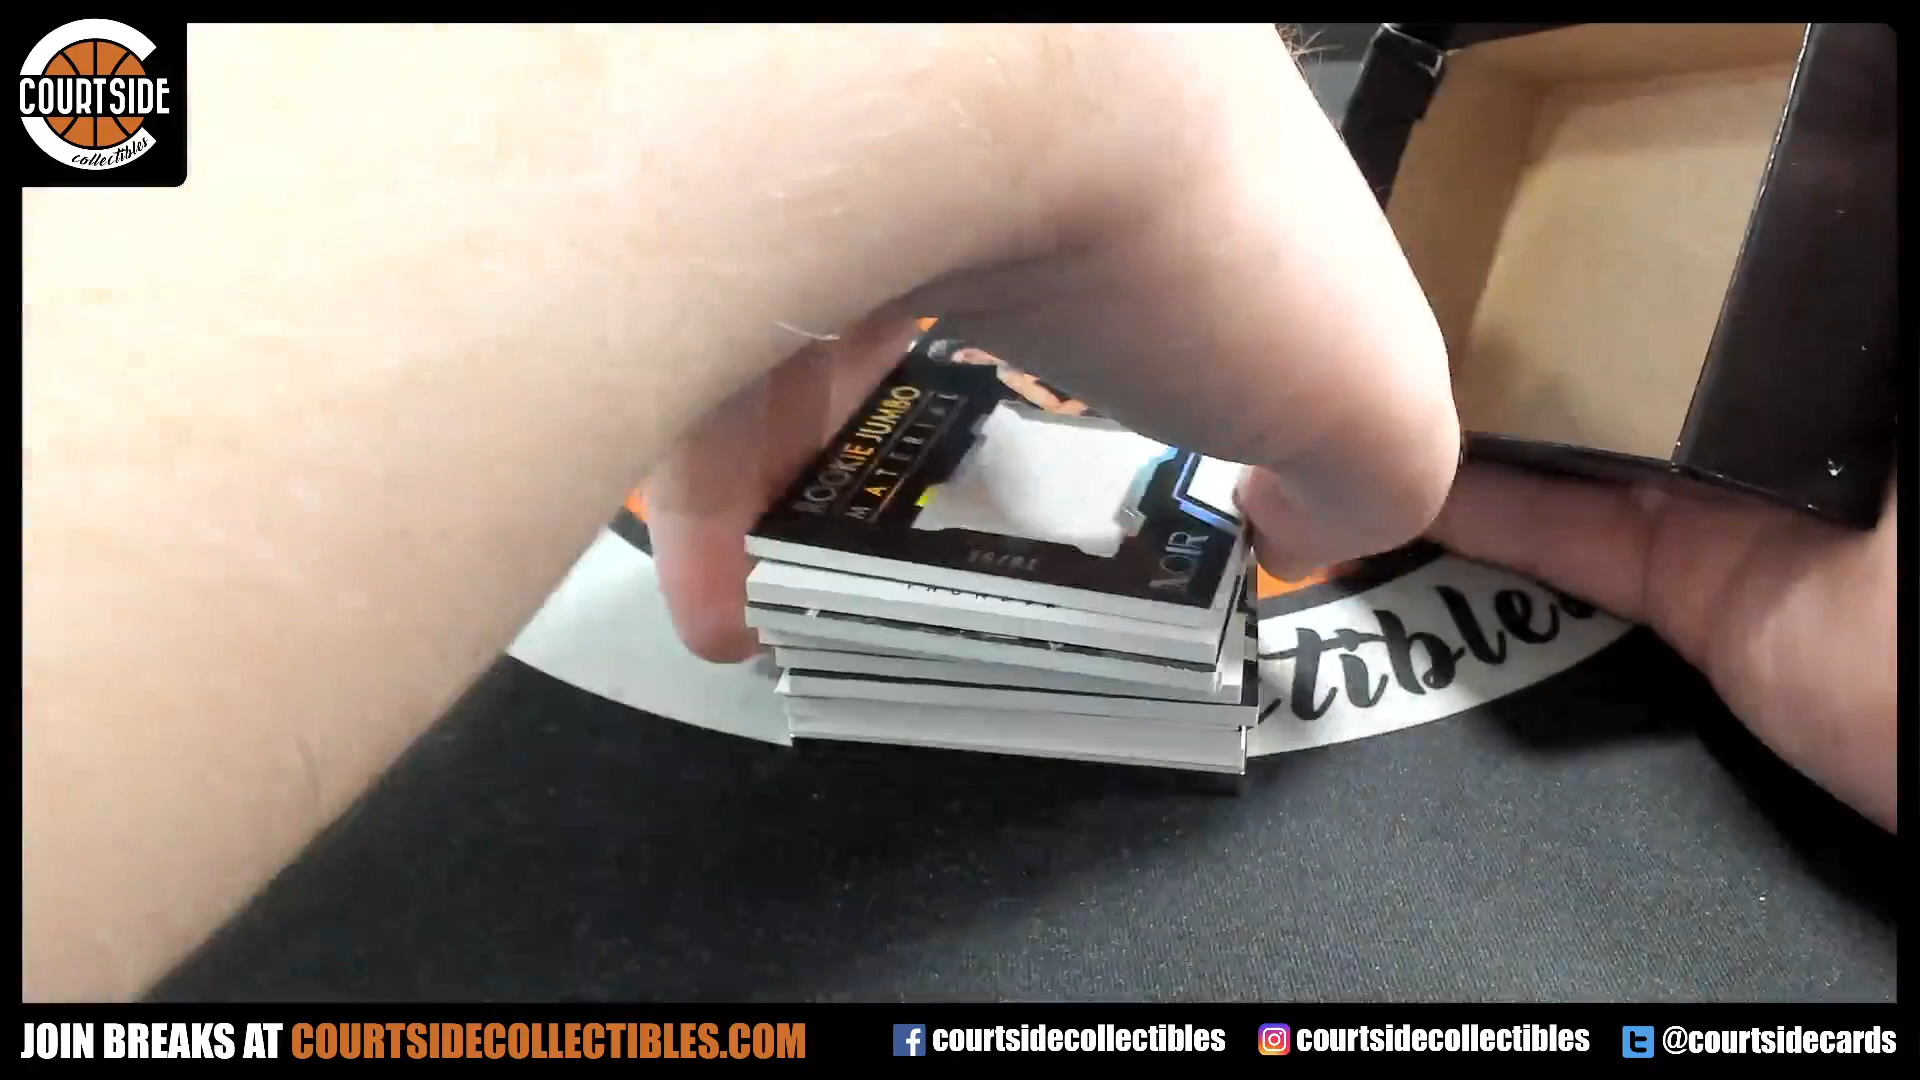 COURTSIDE
collectibles
ROOKIE JUMBO
MATERIAL
NOIR
JOIN BREAKS AT COURTSIDECOLLECTIBLES.COM
courtsidecollectibles
courtsidecollectibles
@courtsidecards